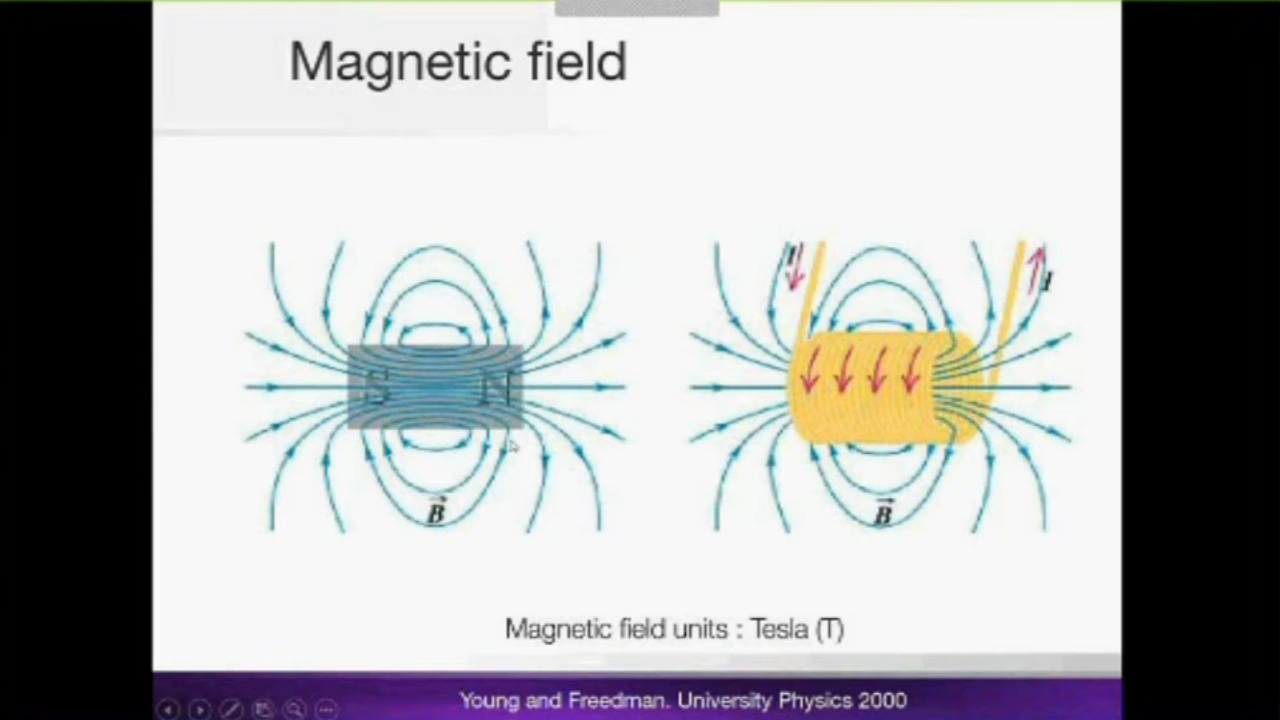 Magnetic field
I
I
S N
B
B
Magnetic field units : Tesla (T)
Young and Freedman. University Physics 2000